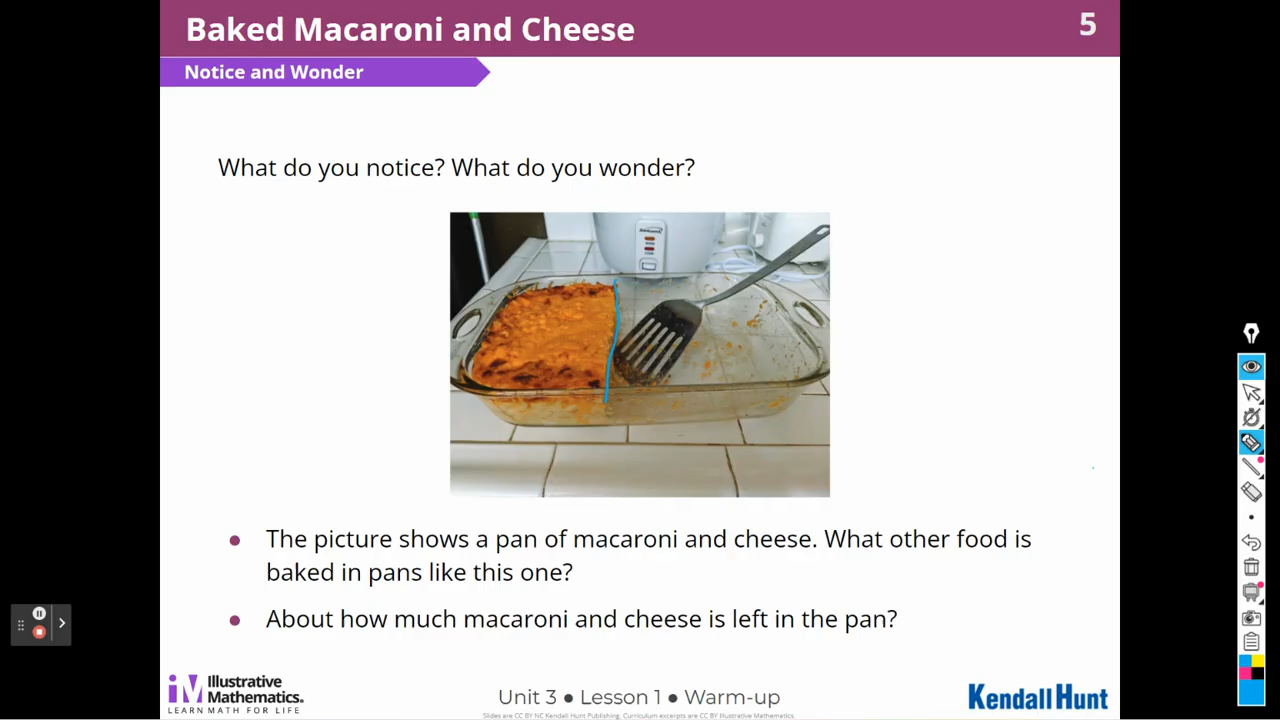 Baked Macaroni and Cheese
5
Notice and Wonder
What do you notice? What do you wonder?
● The picture shows a pan of macaroni and cheese. What other food is
baked in pans like this one?
● About how much macaroni and cheese is left in the pan?
iM Illustrative
Mathematics.
LEARN MATH FOR LIFE
Unit 3 ● Lesson 1 ● Warm-up
Kendall Hunt
Slides are CC BY NC Kendall Hunt Publishing. Curriculum excerpts are CC BY Illustrative Mathematics.